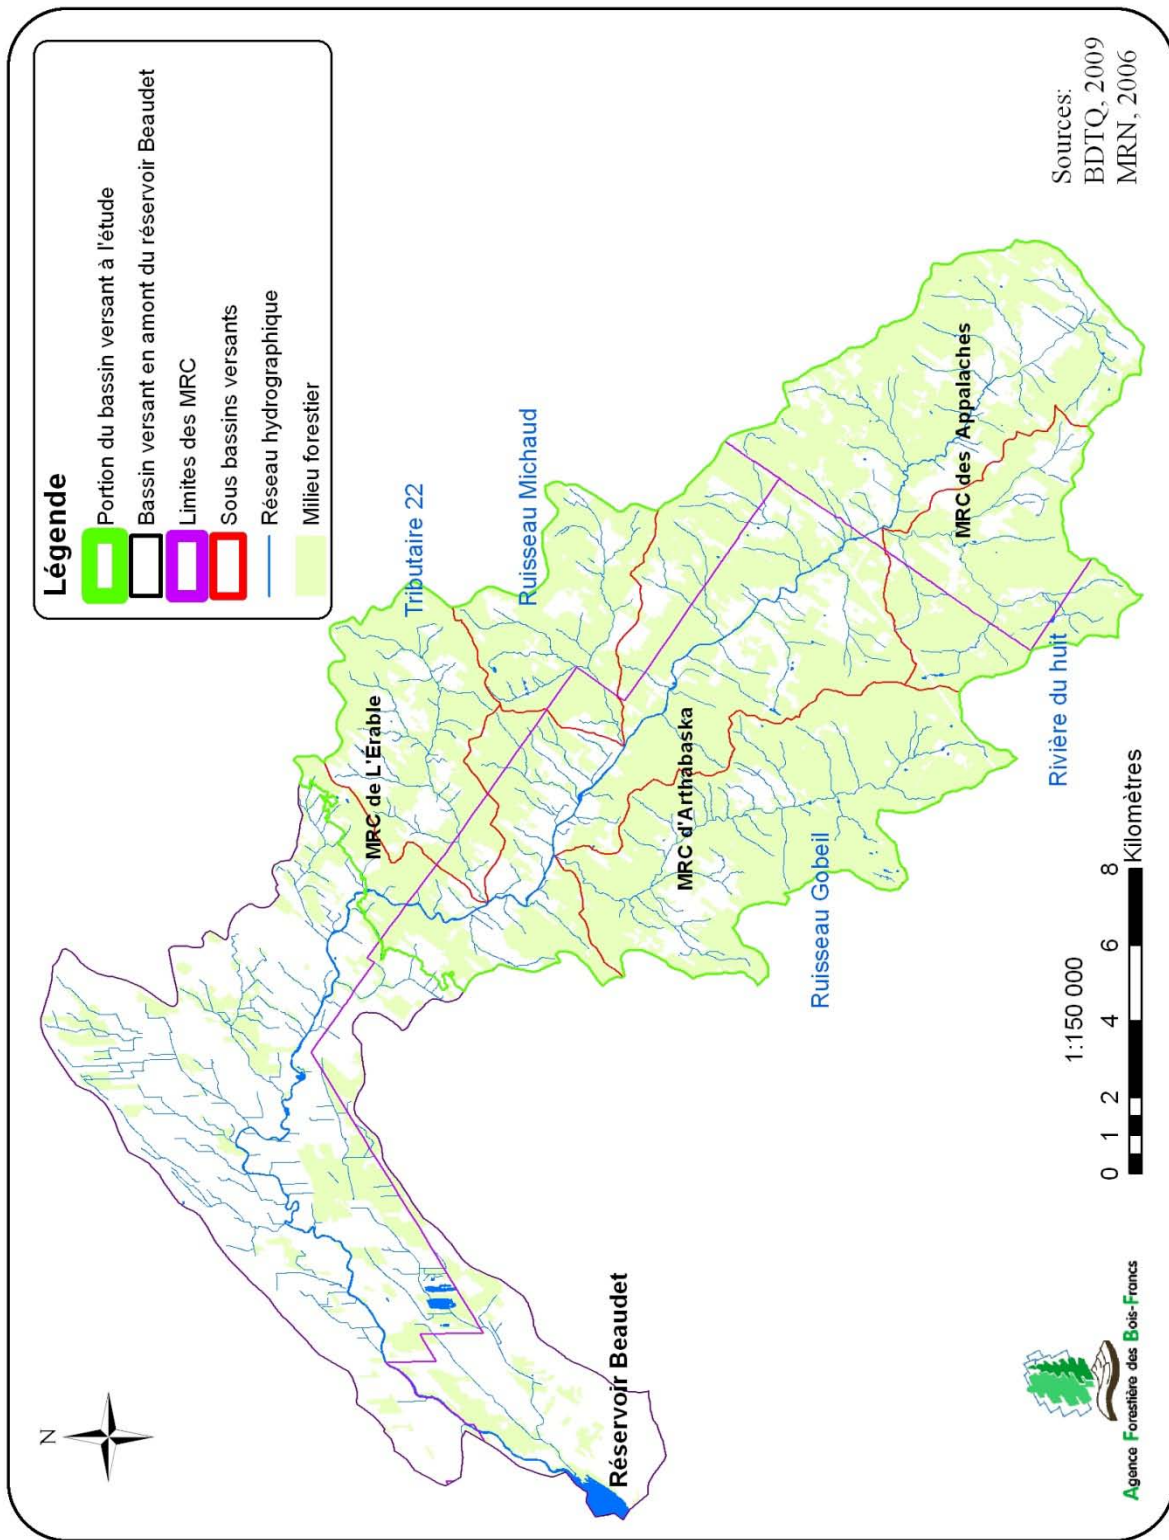 Légende
Portion du bassin versant à l'étude
Bassin versant en amont du réservoir Beaudet
Limites des MRC
Sous bassins versants
Réseau hydrographique
Milieu forestier
N
Tributaire 22
Ruisseau Michaud
MRC de L'Érable
MRC des Appalaches
MRC d'Arthabaska
Ruisseau Gobeil
Rivière du huit
Réservoir Beaudet
1:150 000
0 1 2 4 6 8
Kilomètres
Agence Forestière des Bois-Francs
Sources:
BDTQ, 2009
MRN, 2006